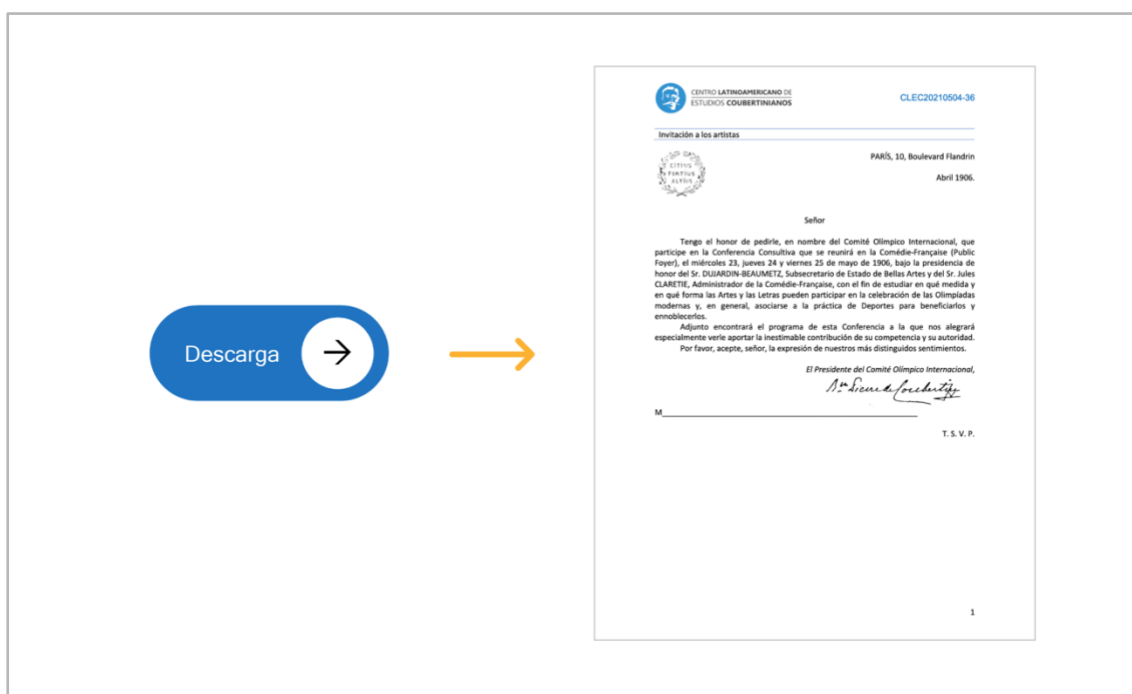 Descarga
CENTRO LATINOAMERICANO DE
ESTUDIOS COUBERTINIANOS
CLEC20210504-36
Invitación a los artistas
CITIUS
FORTIUS
ALTIUS
PARÍS, 10, Boulevard Flandrin
Abril 1906.
Señor
Tengo el honor de pedirle, en nombre del Comité Olímpico Internacional, que
participe en la Conferencia Consultiva que se reunirá en la Comédie-Française (Public
Foyer), el miércoles 23, jueves 24 y viernes 25 de mayo de 1906, bajo la presidencia de
honor del Sr. DUJARDIN-BEAUMETZ, Subsecretario de Estado de Bellas Artes y del Sr. Jules
CLARETIE, Administrador de la Comédie-Française, con el fin de estudiar en qué medida y
en qué forma las Artes y las Letras pueden participar en la celebración de las Olimpíadas
modernas y, en general, asociarse a la práctica de Deportes para beneficiarlos y
ennoblecerlos.
Adjunto encontrará el programa de esta Conferencia a la que nos alegrará
especialmente verle aportar la inestimable contribución de su competencia y su autoridad.
Por favor, acepte, señor, la expresión de nuestros más distinguidos sentimientos.
El Presidente del Comité Olímpico Internacional,
Pierre de Coubertin
M
T. S. V. P.
1